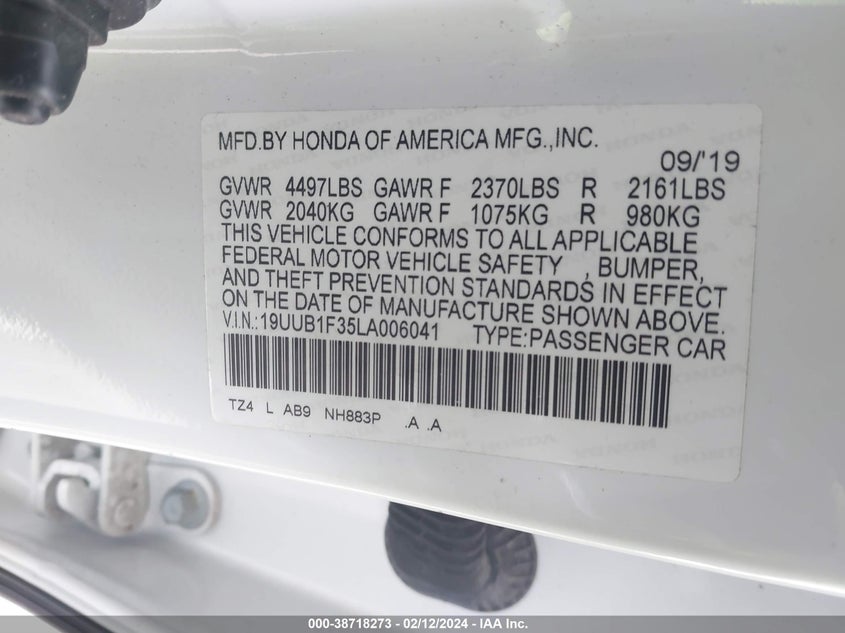 MFD.BY HONDA OF AMERICA MFG.,INC.
09/'19
GVWR 4497LBS GAWR F 2370LBS R 2161LBS
GVWR 2040KG GAWR F 1075KG R 980KG
THIS VEHICLE CONFORMS TO ALL APPLICABLE
FEDERAL MOTOR VEHICLE SAFETY , BUMPER,
AND THEFT PREVENTION STANDARDS IN EFFECT
ON THE DATE OF MANUFACTURE SHOWN ABOVE.
V.I.N.:19UUB1F35LA006041 TYPE:PASSENGER CAR
TZ4 L AB9 NH883P .A .A
000-38718273 - 02/12/2024 - IAA Inc.